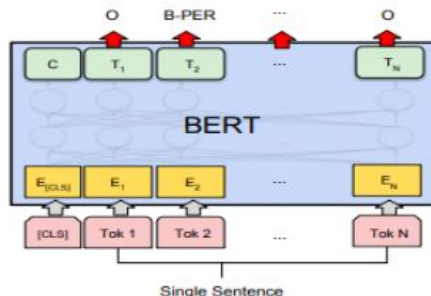 O B-PER ... O
C T1 T2 ... TN
BERT
E[CLS] E1 E2 ... EN
[CLS] Tok 1 Tok 2 ... Tok N
Single Sentence